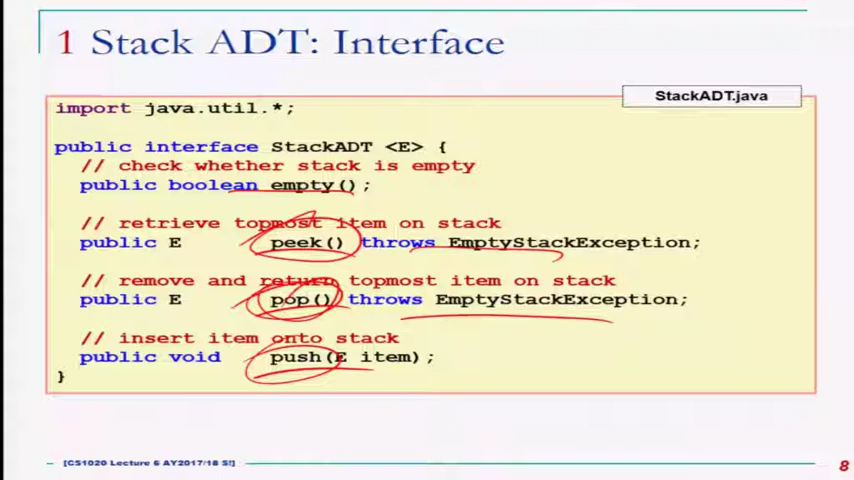 1 Stack ADT: Interface
StackADT.java
import java.util.*;
public interface StackADT <E> {
// check whether stack is empty
public boolean empty();
// retrieve topmost item on stack
public E peek() throws EmptyStackException;
// remove and return topmost item on stack
public E pop() throws EmptyStackException;
// insert item onto stack
public void push(E item);
}
[CS1020 Lecture 6 AY2017/18 S!]
8